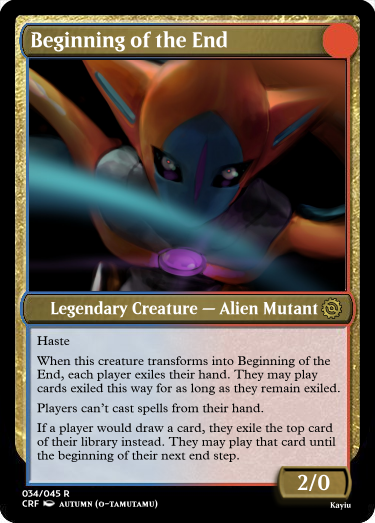 Beginning of the End
Legendary Creature — Alien Mutant
Haste
When this creature transforms into Beginning of the
End, each player exiles their hand. They may play
cards exiled this way for as long as they remain exiled.
Players can't cast spells from their hand.
If a player would draw a card, they exile the top card
of their library instead. They may play that card until
the beginning of their next end step.
2/0
034/045 R
CRF AUTUMN (O-TAMUTAMU)
Kayiu